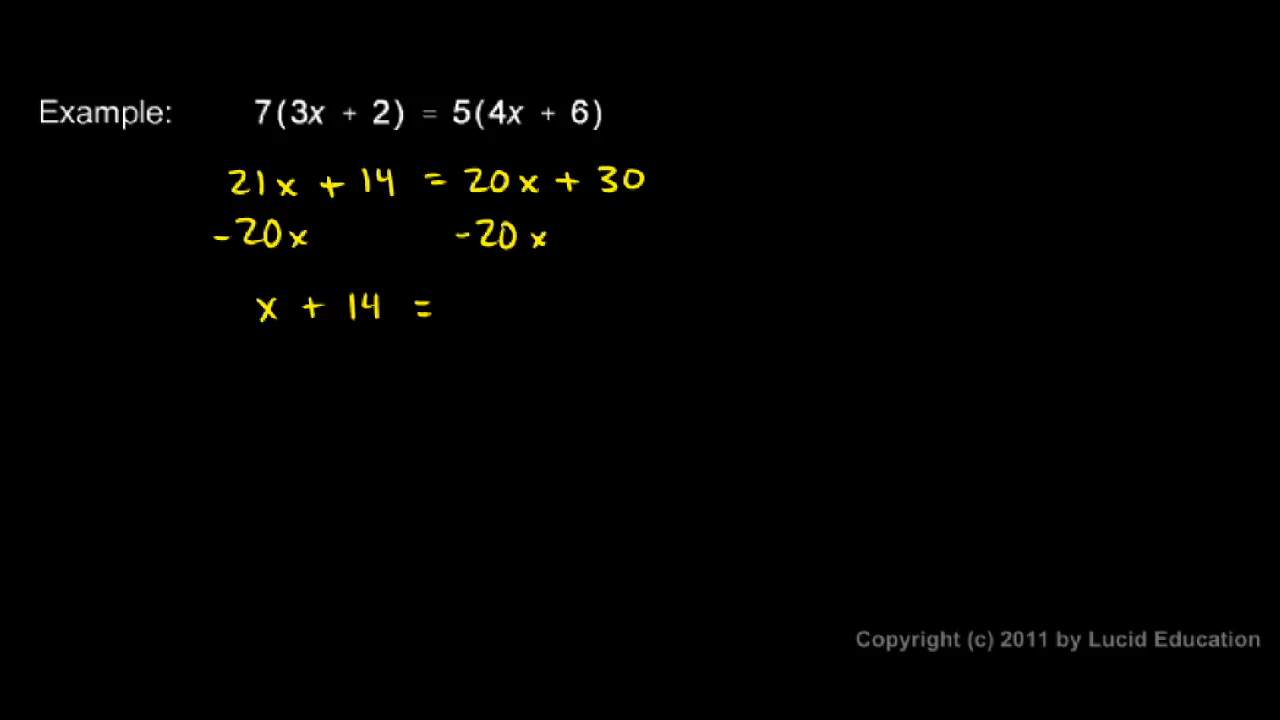 Example: 7(3x + 2) = 5(4x + 6)
21x + 14 = 20x + 30
-20x -20x
x + 14 =
Copyright (c) 2011 by Lucid Education